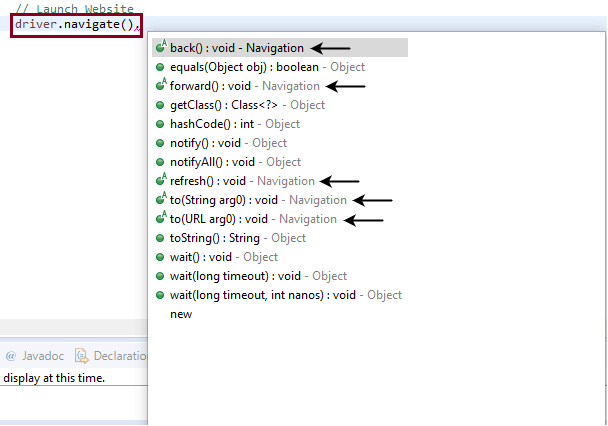 // Launch Website
driver.navigate().
back() : void - Navigation
equals(Object obj) : boolean - Object
forward() : void - Navigation
getClass() : Class<?> - Object
hashCode() : int - Object
notify() : void - Object
notifyAll() : void - Object
refresh() : void - Navigation
to(String arg0) : void - Navigation
to(URL arg0) : void - Navigation
toString() : String - Object
wait() : void - Object
wait(long timeout) : void - Object
wait(long timeout, int nanos) : void - Object
new
@ Javadoc Declaratio
display at this time.